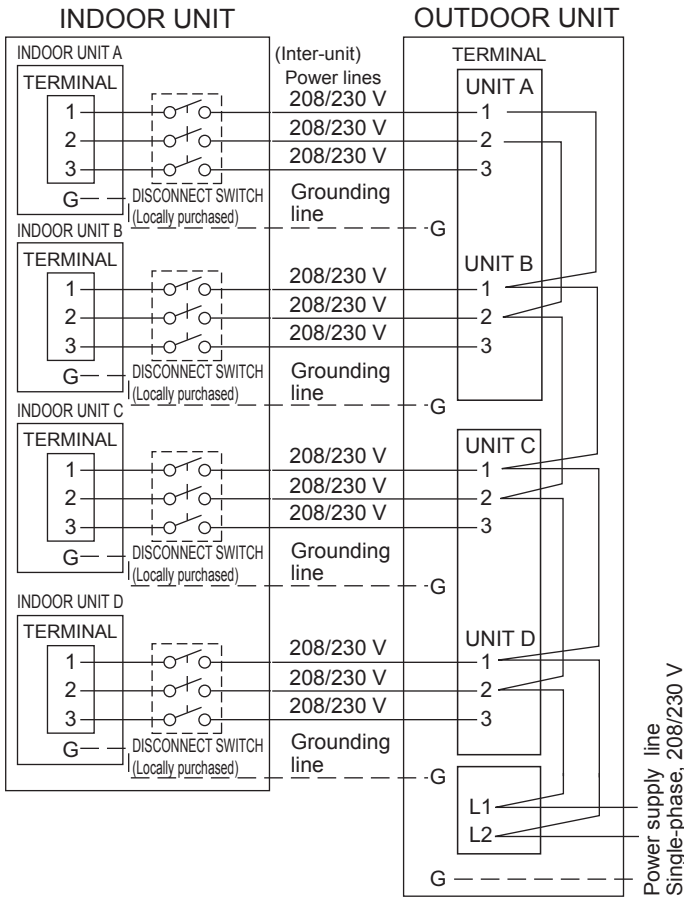 INDOOR UNIT
OUTDOOR UNIT
INDOOR UNIT A
(Inter-unit)
TERMINAL
TERMINAL
Power lines
UNIT A
1 208/230 V 1
2 208/230 V 2
3 208/230 V 3
G DISCONNECT SWITCH Grounding
(Locally purchased) line
G
INDOOR UNIT B
TERMINAL
UNIT B
1 208/230 V 1
2 208/230 V 2
3 208/230 V 3
G DISCONNECT SWITCH Grounding
(Locally purchased) line
G
INDOOR UNIT C
TERMINAL
UNIT C
1 208/230 V 1
2 208/230 V 2
3 208/230 V 3
G DISCONNECT SWITCH Grounding
(Locally purchased) line
G
INDOOR UNIT D
TERMINAL
UNIT D
1 208/230 V 1
2 208/230 V 2
3 208/230 V 3
G DISCONNECT SWITCH Grounding
(Locally purchased) line
G
L1
L2
G
Power supply line
Single-phase, 208/230 V